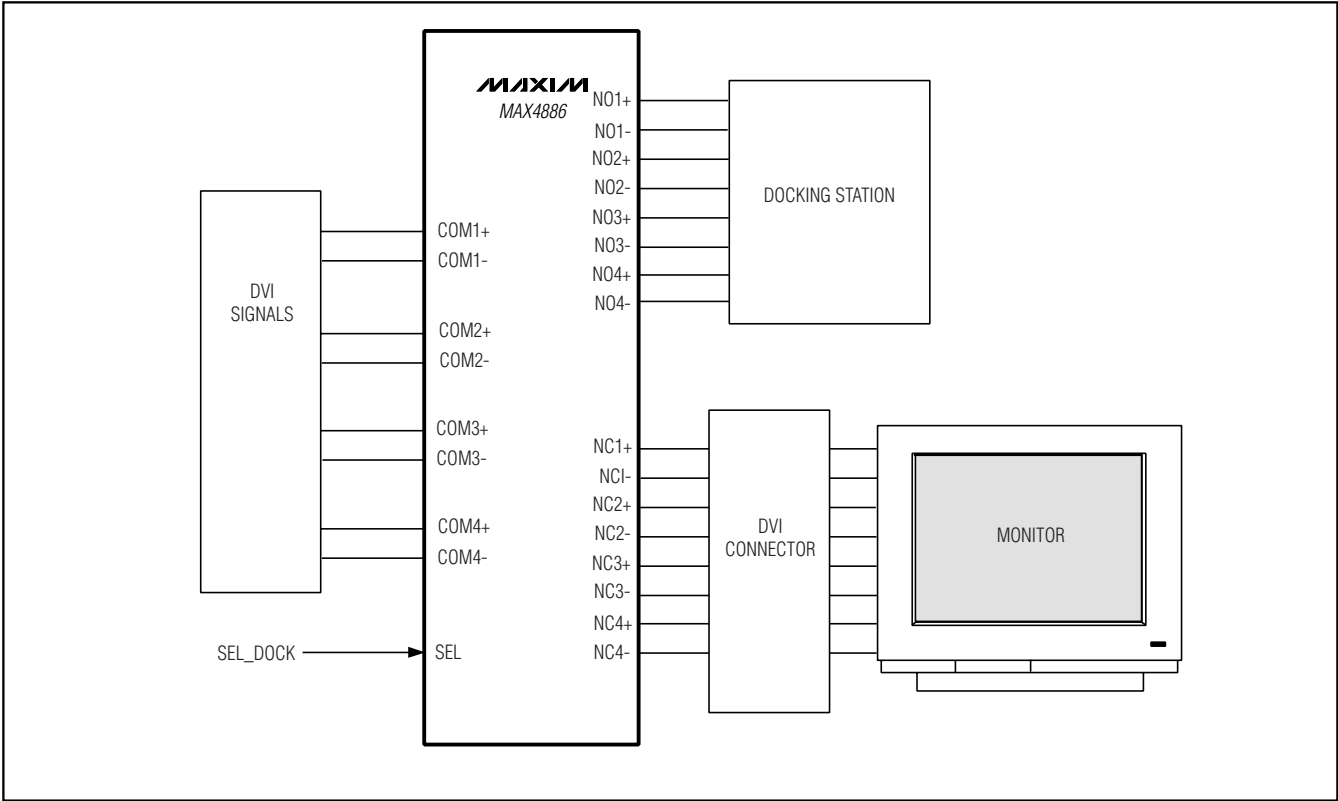 MAXIM
MAX4886
NO1+
NO1-
NO2+
NO2-
NO3+
NO3-
NO4+
NO4-
DOCKING STATION
DVI
SIGNALS
COM1+
COM1-
COM2+
COM2-
COM3+
COM3-
COM4+
COM4-
SEL_DOCK
SEL
NC1+
NCI-
NC2+
NC2-
NC3+
NC3-
NC4+
NC4-
DVI
CONNECTOR
MONITOR